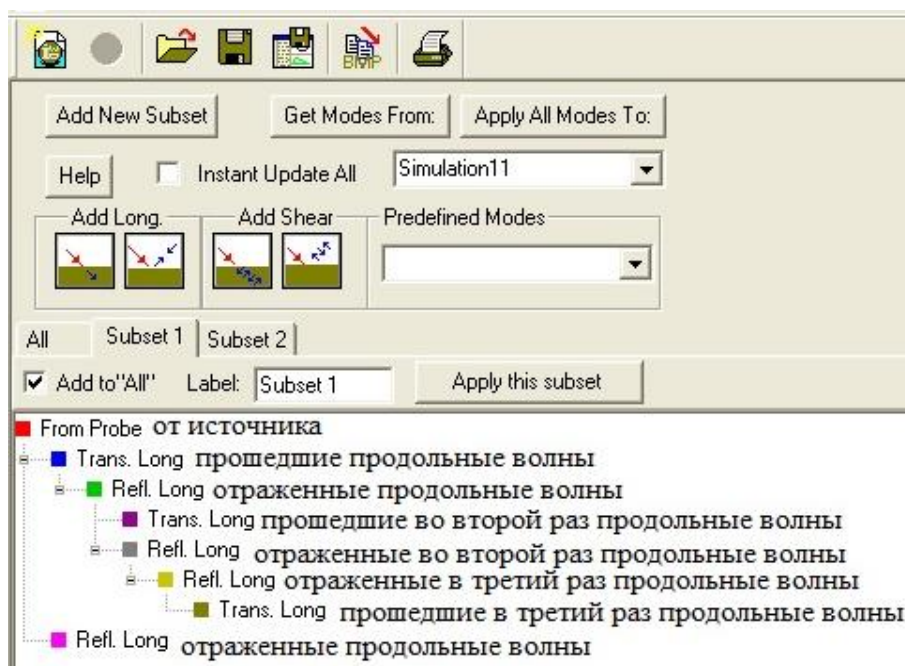 BMP
Add New Subset Get Modes From: Apply All Modes To:
Help Instant Update All Simulation11
Add Long. Add Shear Predefined Modes
All Subset 1 Subset 2
Add to"All" Label: Subset 1 Apply this subset
From Probe от источника
Trans. Long прошедшие продольные волны
Refl. Long отраженные продольные волны
Trans. Long прошедшие во второй раз продольные волны
Refl. Long отраженные во второй раз продольные волны
Refl. Long отраженные в третий раз продольные волны
Trans. Long прошедшие в третий раз продольные волны
Refl. Long отраженные продольные волны